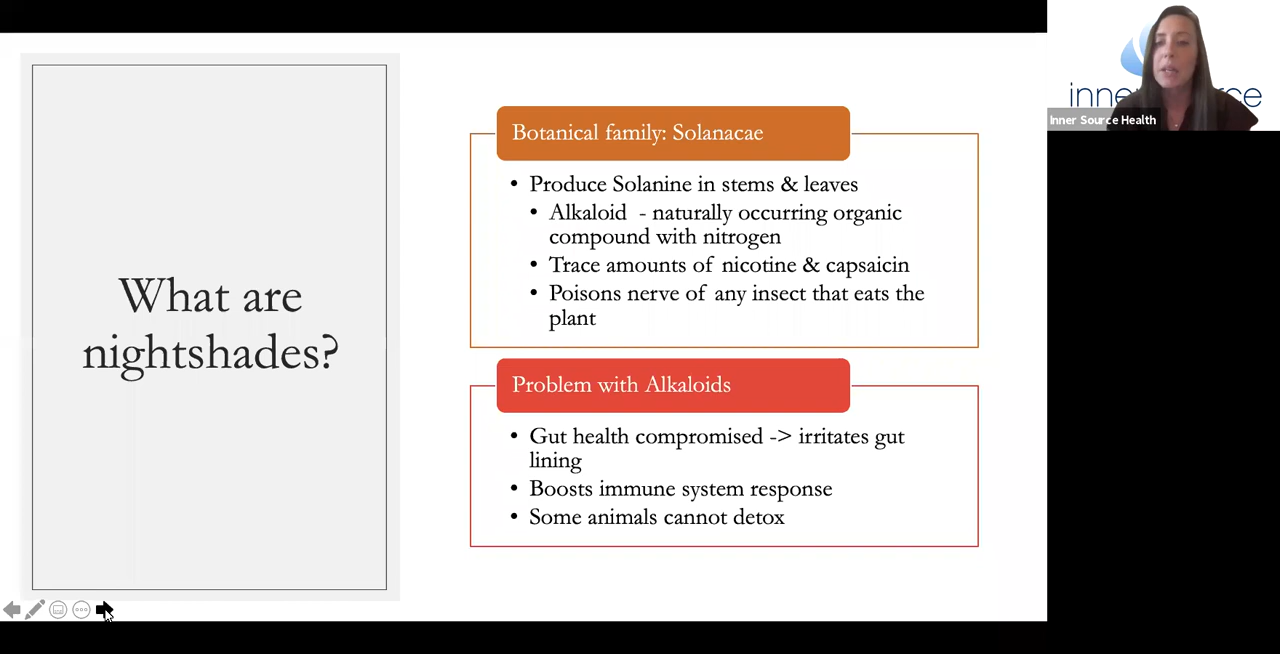 What are
nightshades?
Botanical family: Solanacae
• Produce Solanine in stems & leaves
• Alkaloid - naturally occurring organic
compound with nitrogen
• Trace amounts of nicotine & capsaicin
• Poisons nerve of any insect that eats the
plant
Problem with Alkaloids
• Gut health compromised -> irritates gut
lining
• Boosts immune system response
• Some animals cannot detox
Inner Source Health